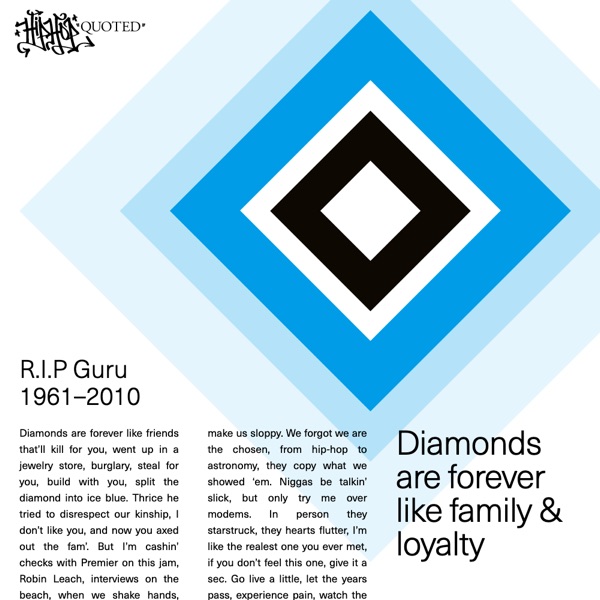 HIPHOP QUOTED"
R.I.P Guru
1961–2010
Diamonds are forever like friends
that'll kill for you, went up in a
jewelry store, burglary, steal for
you, build with you, split the
diamond into ice blue. Thrice he
tried to disrespect our kinship, I
don't like you, and now you axed
out the fam'. But I'm cashin'
checks with Premier on this jam,
Robin Leach, interviews on the
beach, when we shake hands,
make us sloppy. We forgot we are
the chosen, from hip-hop to
astronomy, they copy what we
showed 'em. Niggas be talkin'
slick, but only try me over
modems. In person they
starstruck, they hearts flutter, I'm
like the realest one you ever met,
if you don't feel this one, give it a
sec. Go live a little, let the years
pass, experience pain, watch the
Diamonds
are forever
like family &
loyalty